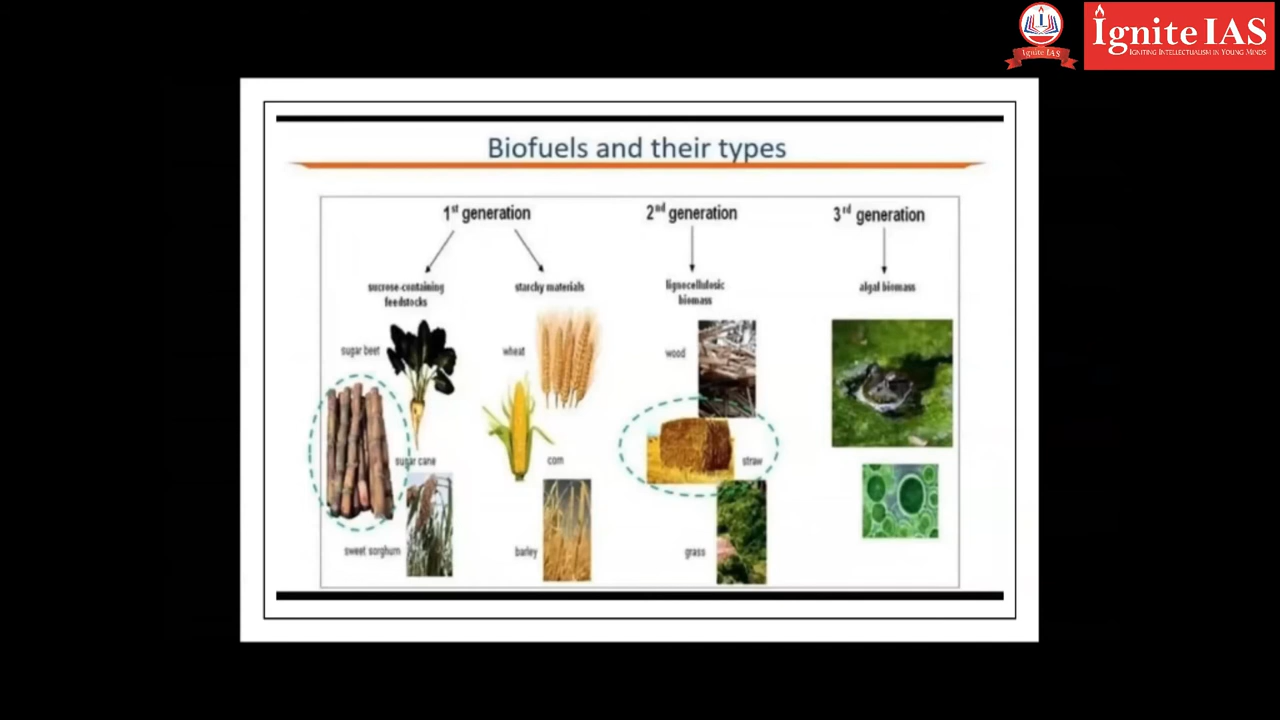 Ignite IAS
Ignite IAS
IGNITING INTELLECTUALISM IN YOUNG MINDS
Biofuels and their types
1st generation
2nd generation
3rd generation
sucrose-containing
feedstocks
starchy materials
lignocellulosic
biomass
algal biomass
sugar beet
wheat
wood
sugar cane
corn
straw
sweet sorghum
barley
grass